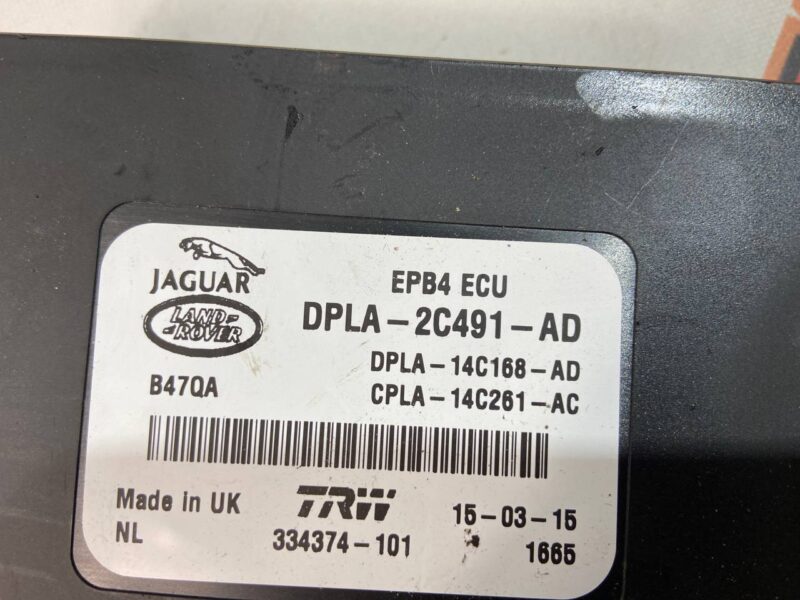 JAGUAR
LAND-
-ROVER
EPB4 ECU
DPLA-2C491-AD
DPLA-14C168-AD
B47QA
CPLA-14C261-AC
Made in UK
TRW
15-03-15
NL
334374-101
1665